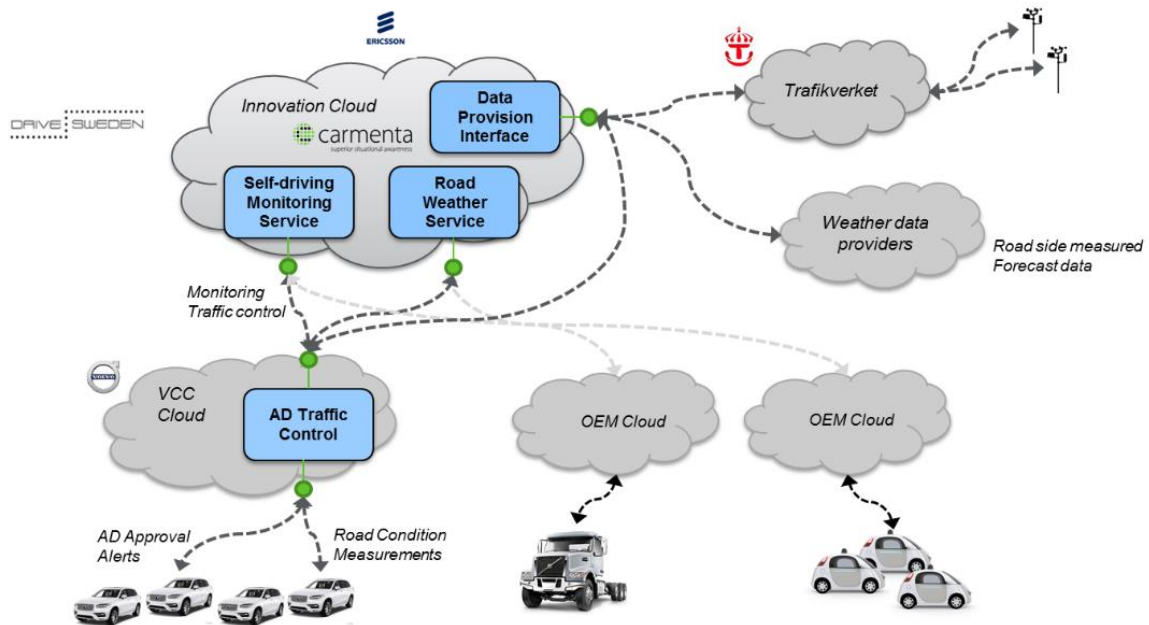 ERICSSON
DRIVE SWEDEN
Innovation Cloud
carmenta
superior situational awareness
Data
Provision
Interface
Self-driving
Monitoring
Service
Road
Weather
Service
Trafikverket
Weather data
providers
Road side measured
Forecast data
Monitoring
Traffic control
VOLVO
VCC
Cloud
AD Traffic
Control
OEM Cloud
OEM Cloud
AD Approval
Alerts
Road Condition
Measurements